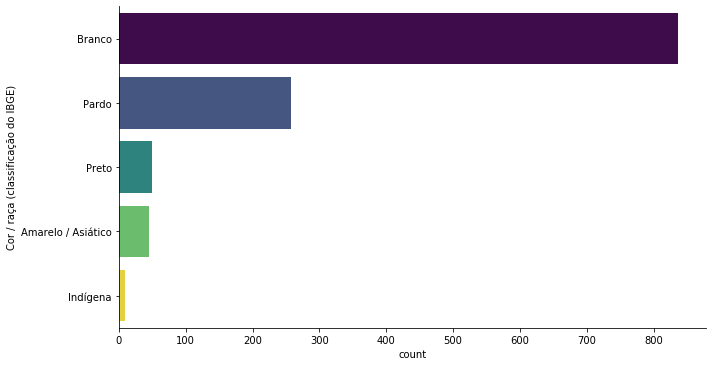 Cor / raça (classificação do IBGE)
Branco
Pardo
Preto
Amarelo / Asiático
Indígena
0 100 200 300 400 500 600 700 800
count